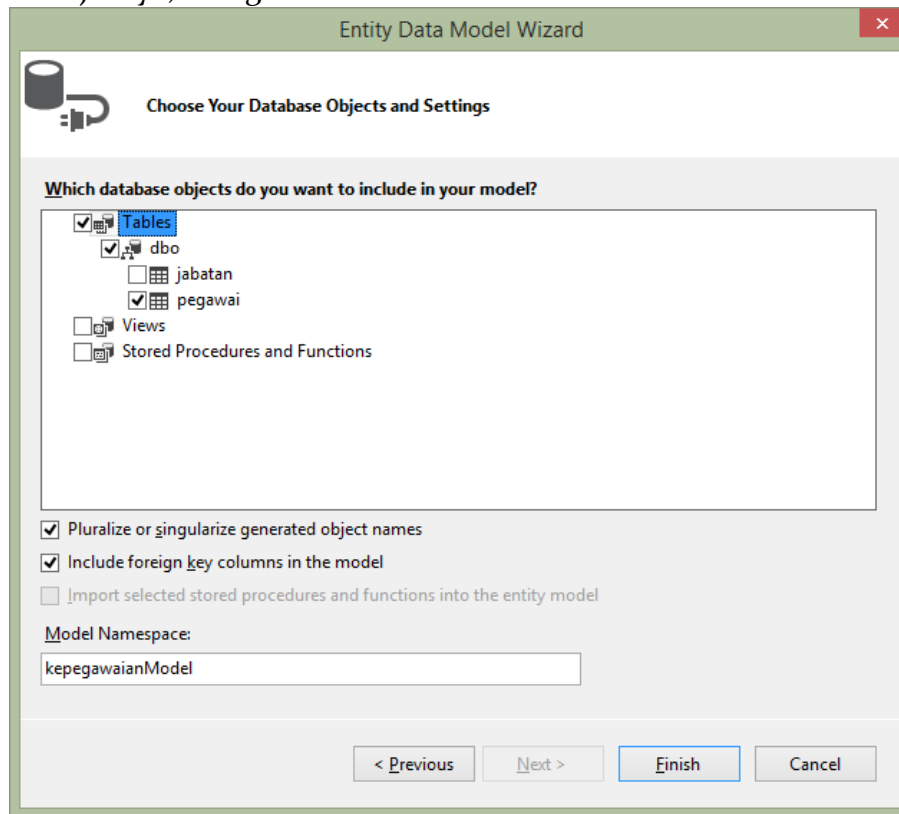 Entity Data Model Wizard
Choose Your Database Objects and Settings
Which database objects do you want to include in your model?
Tables
dbo
jabatan
pegawai
Views
Stored Procedures and Functions
Pluralize or singularize generated object names
Include foreign key columns in the model
Import selected stored procedures and functions into the entity model
Model Namespace:
kepegawaianModel
< Previous Next > Finish Cancel